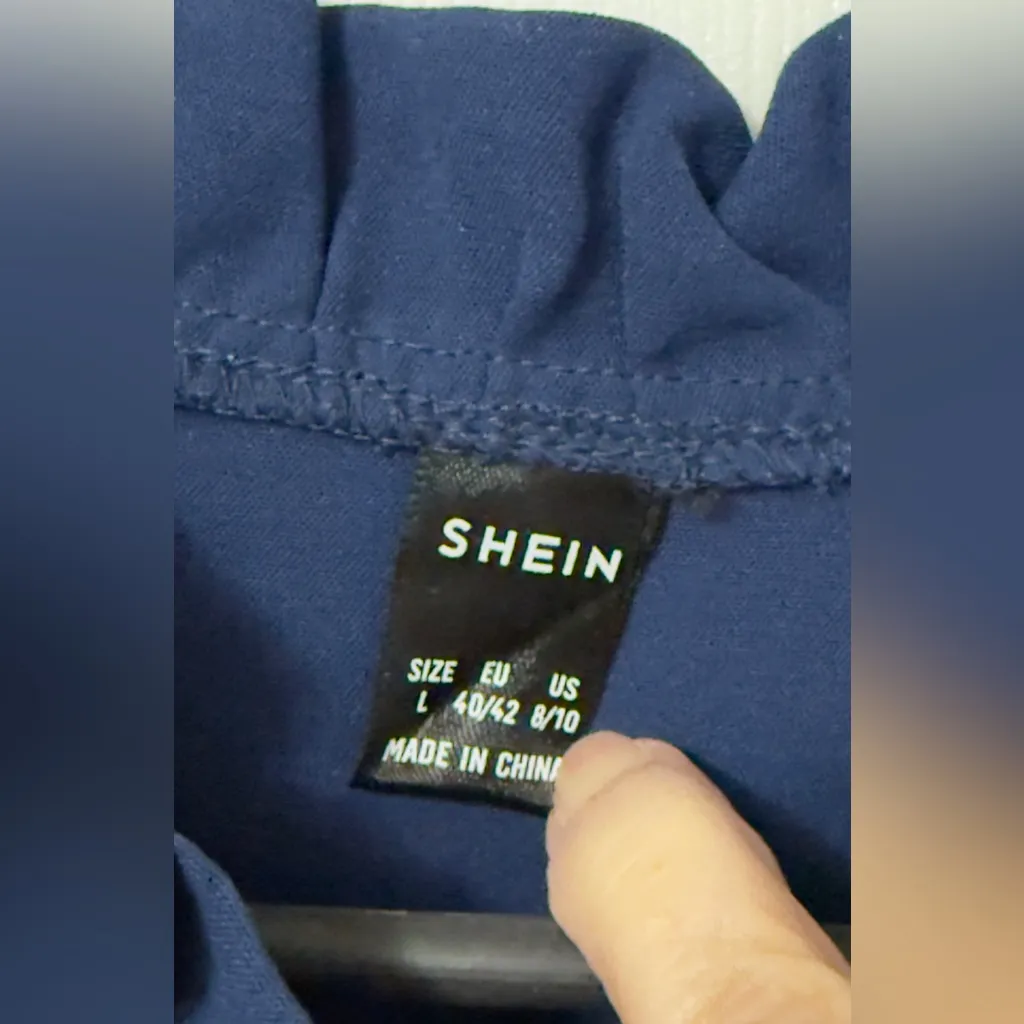 SHEIN
SIZE EU US
L 40/42 8/10
MADE IN CHINA